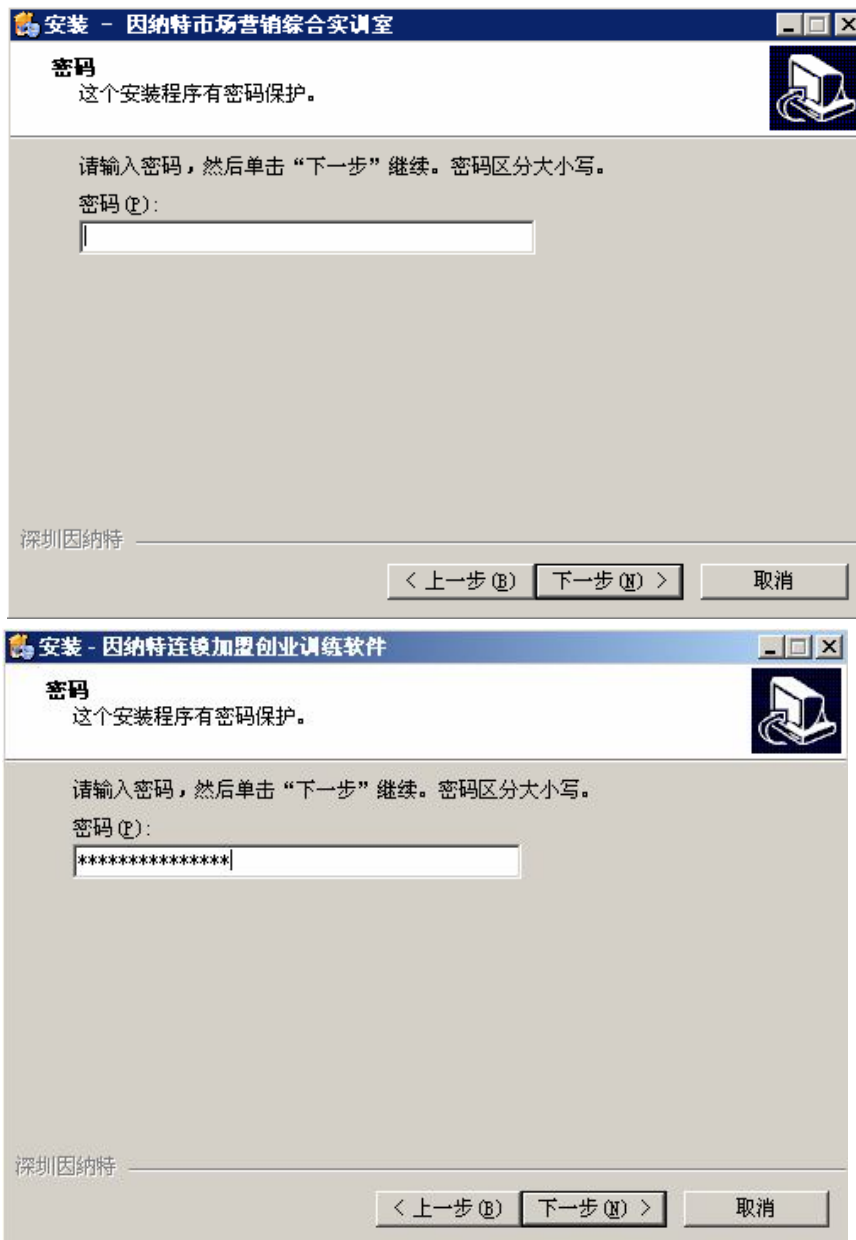 安装 - 因纳特市场营销综合实训室
密码
这个安装程序有密码保护。
请输入密码，然后单击“下一步”继续。密码区分大小写。
密码(P):
深圳因纳特
< 上一步(B)
下一步(N) >
取消
安装 - 因纳特连锁加盟创业训练软件
密码
这个安装程序有密码保护。
请输入密码，然后单击“下一步”继续。密码区分大小写。
密码(P):
***************
深圳因纳特
< 上一步(B)
下一步(N) >
取消